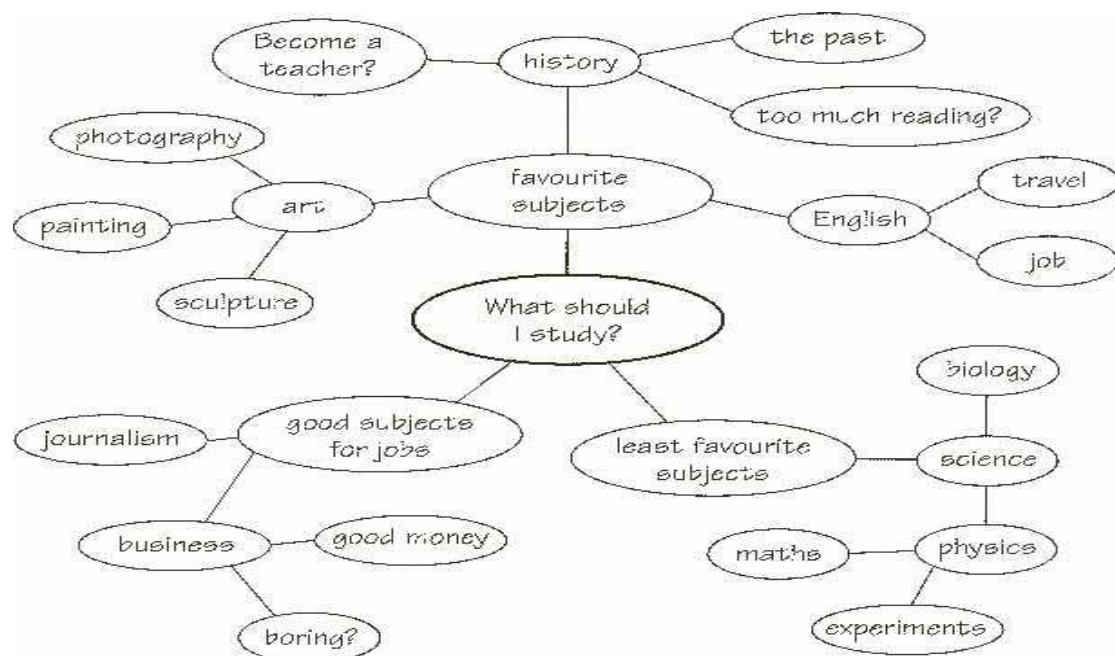 Become a
teacher?
history
the past
too much reading?
photography
art
painting
sculpture
favourite
subjects
English
travel
job
What should
I study?
good subjects
for jobs
journalism
business
good money
boring?
least favourite
subjects
biology
science
physics
maths
experiments